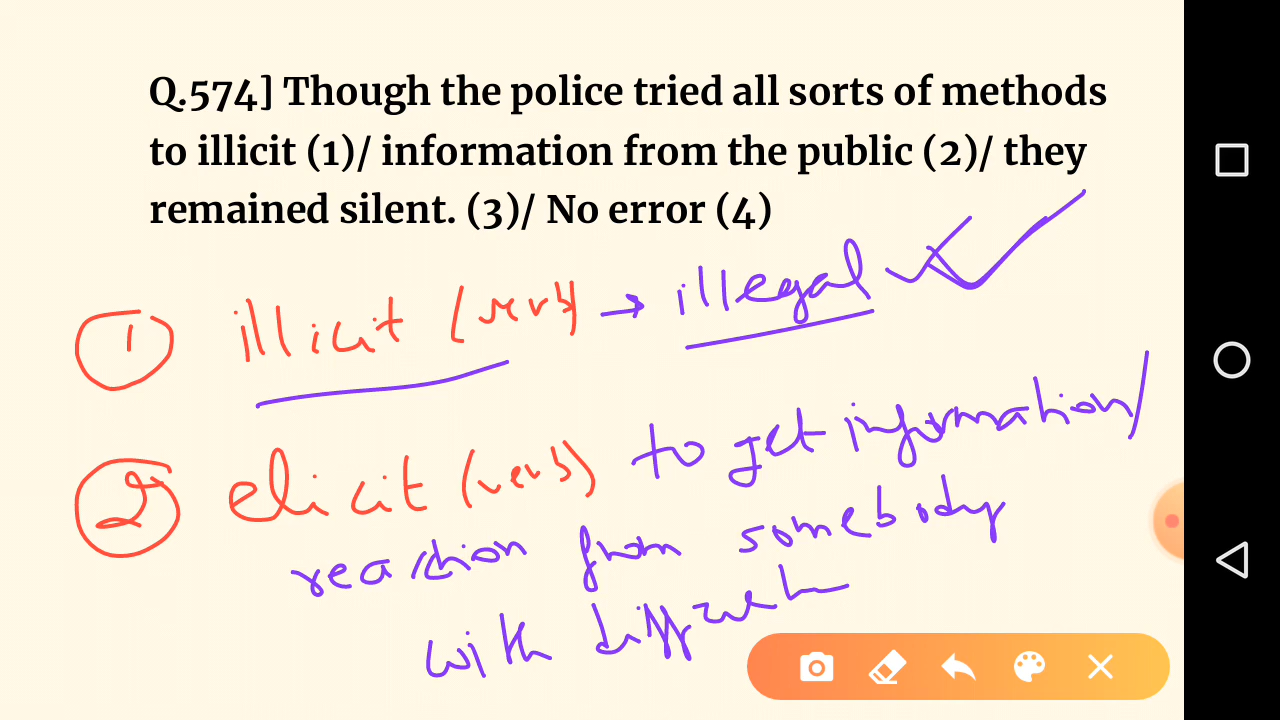 Q.574] Though the police tried all sorts of methods
to illicit (1)/ information from the public (2)/ they
remained silent. (3)/ No error (4)
1 illicit (verb) → illegal
2 elicit (verb) to get information/
reaction from somebody
with